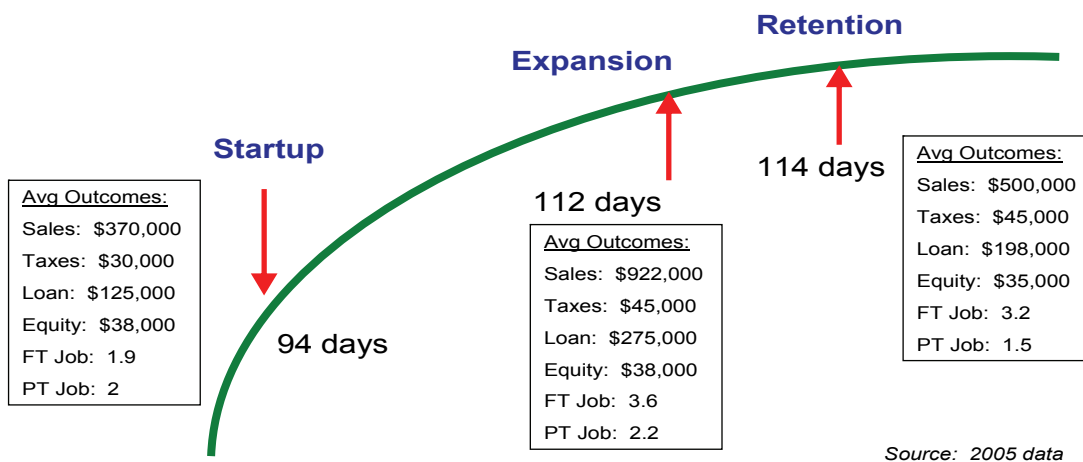 Retention
Expansion
Startup
114 days
112 days
94 days
Avg Outcomes:
Sales: $370,000
Taxes: $30,000
Loan: $125,000
Equity: $38,000
FT Job: 1.9
PT Job: 2
Avg Outcomes:
Sales: $922,000
Taxes: $45,000
Loan: $275,000
Equity: $38,000
FT Job: 3.6
PT Job: 2.2
Avg Outcomes:
Sales: $500,000
Taxes: $45,000
Loan: $198,000
Equity: $35,000
FT Job: 3.2
PT Job: 1.5
Source: 2005 data